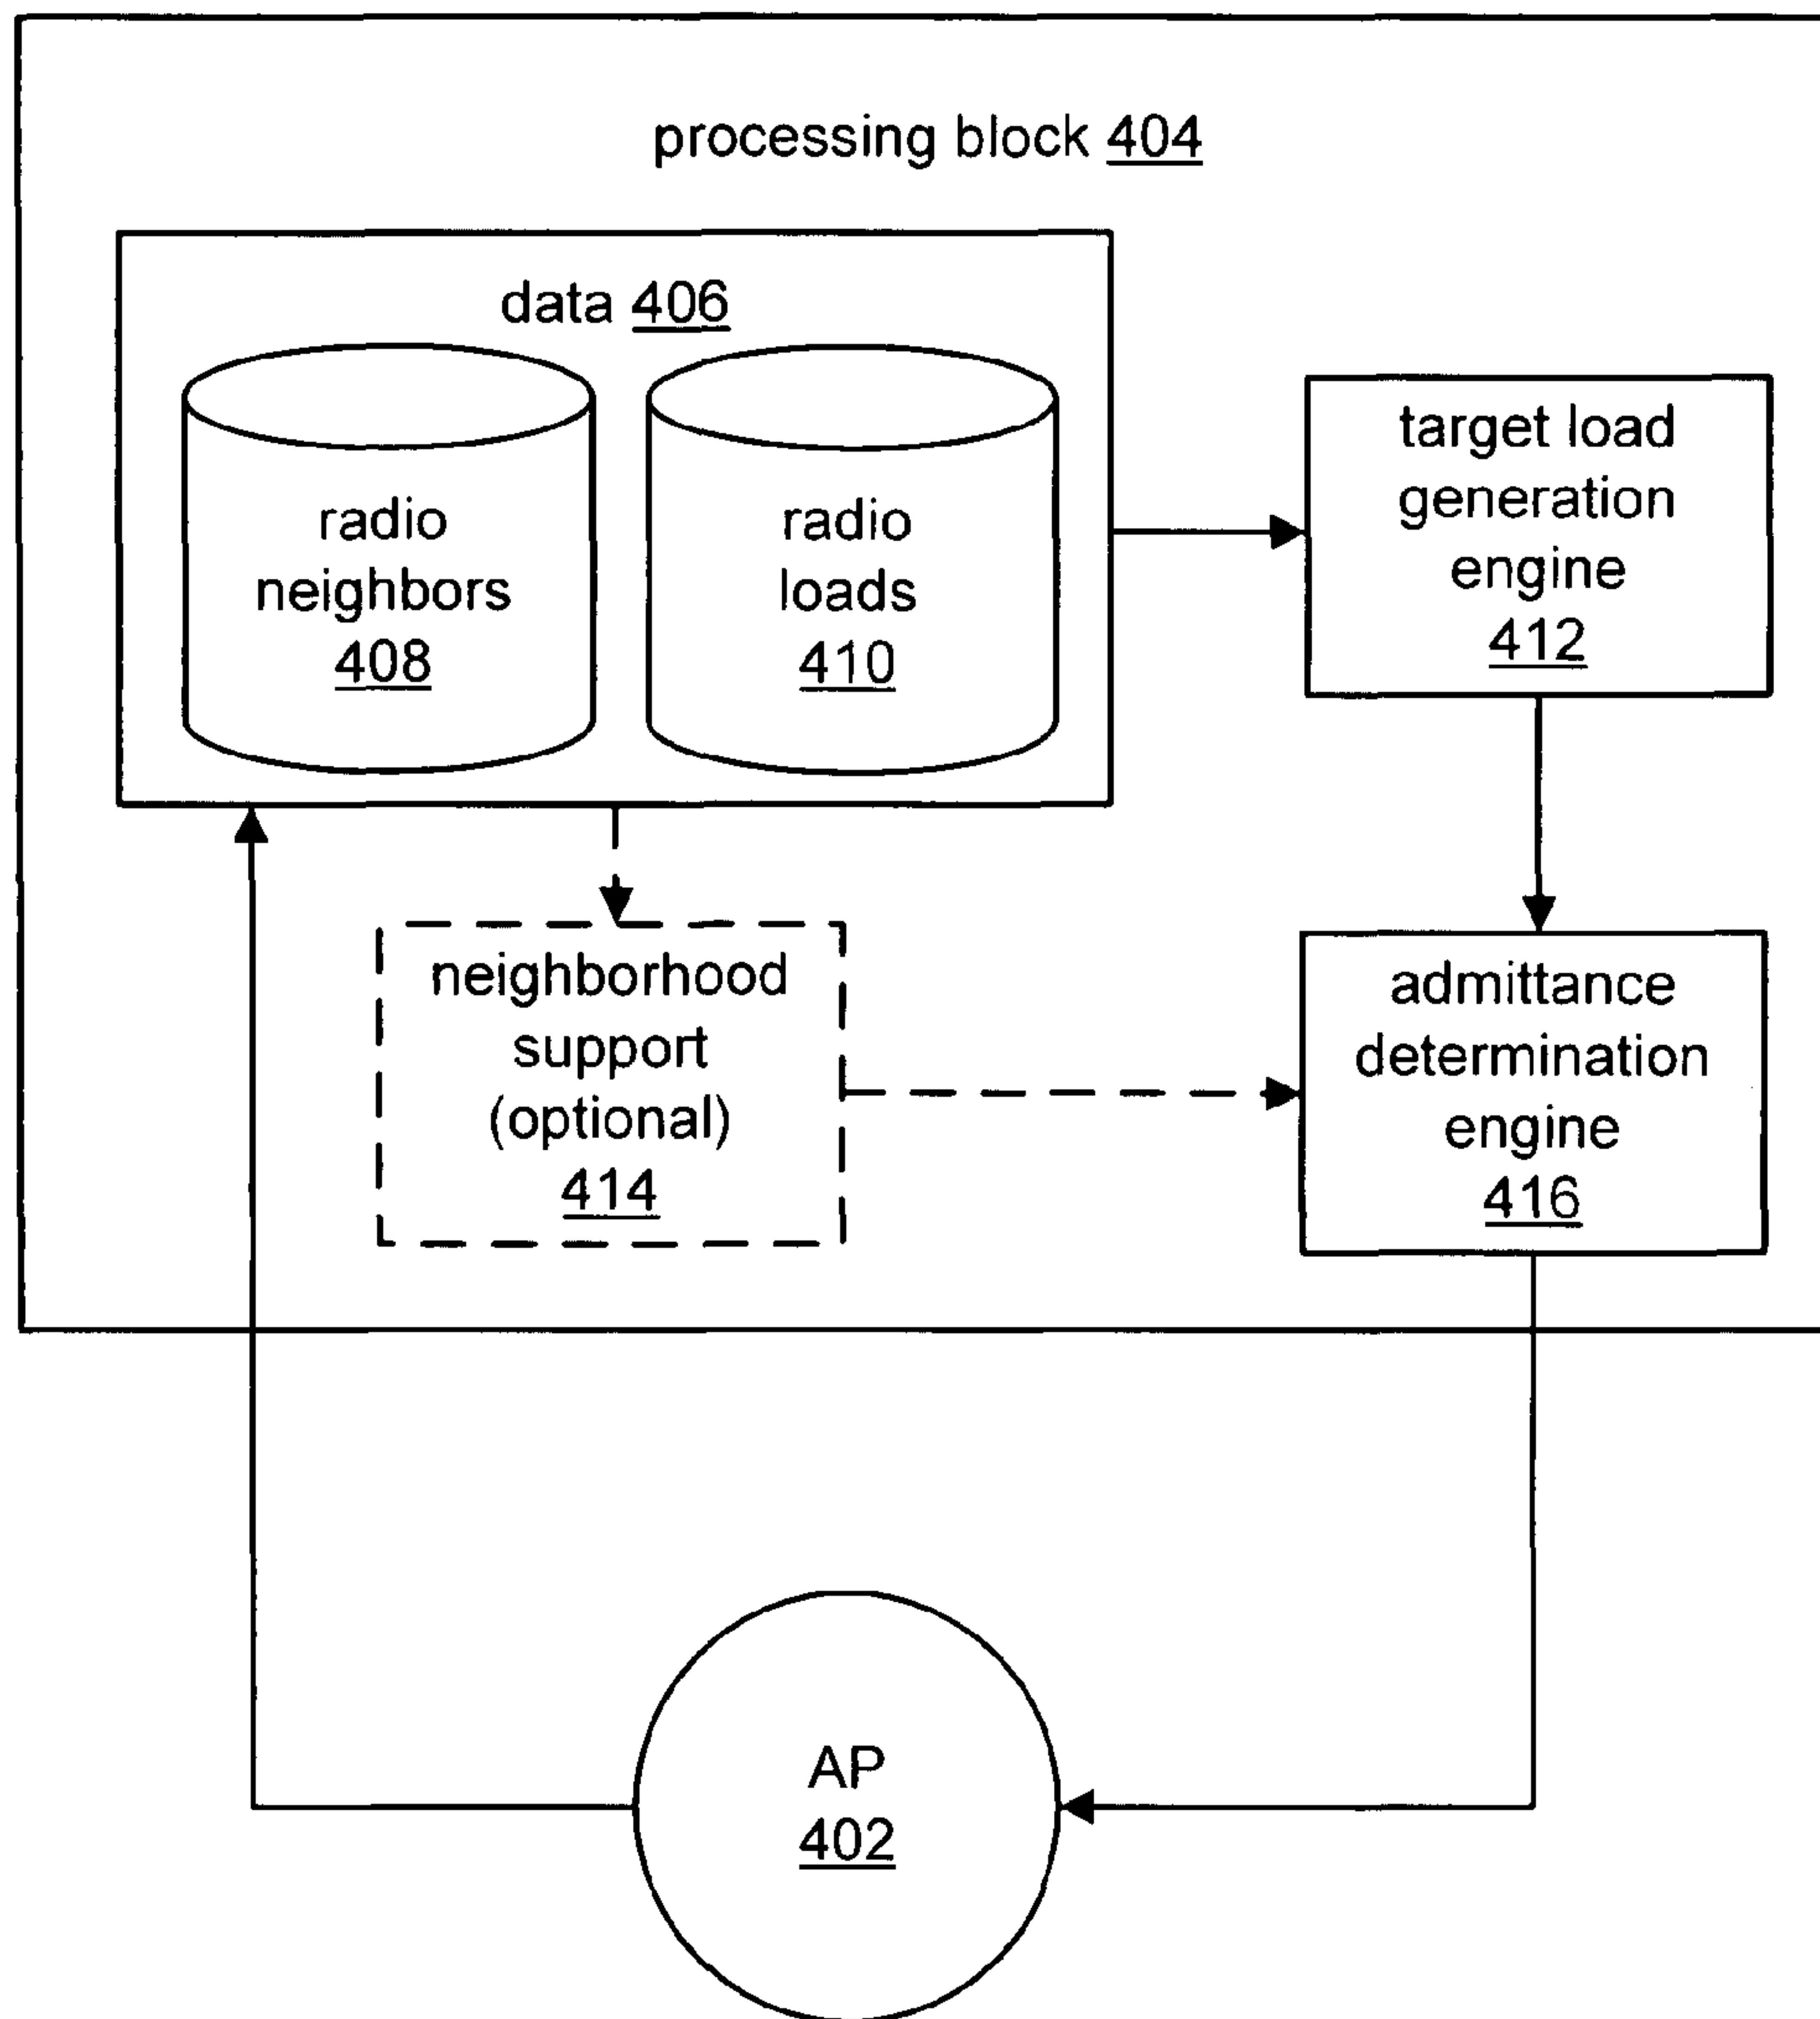 processing block 404
data 406
radio
neighbors
408
radio
loads
410
target load
generation
engine
412
neighborhood
support
(optional)
414
admittance
determination
engine
416
AP
402